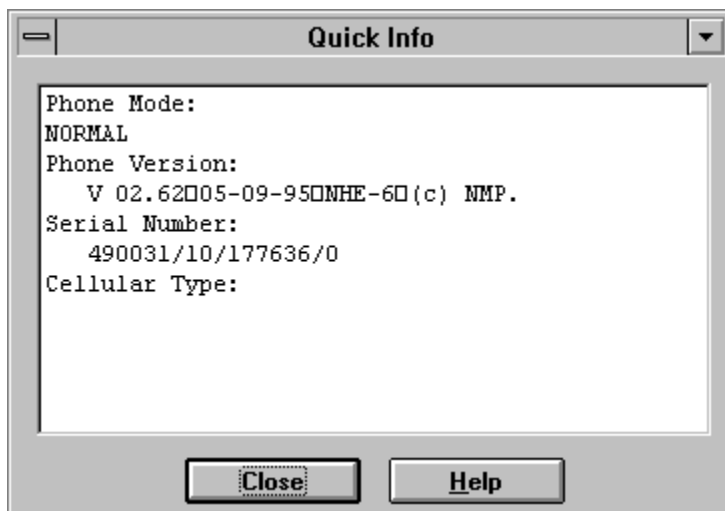 Quick Info
Phone Mode:
NORMAL
Phone Version:
V 02.62□05-09-95□NHE-6□(c) NMP.
Serial Number:
490031/10/177636/0
Cellular Type:
Close Help